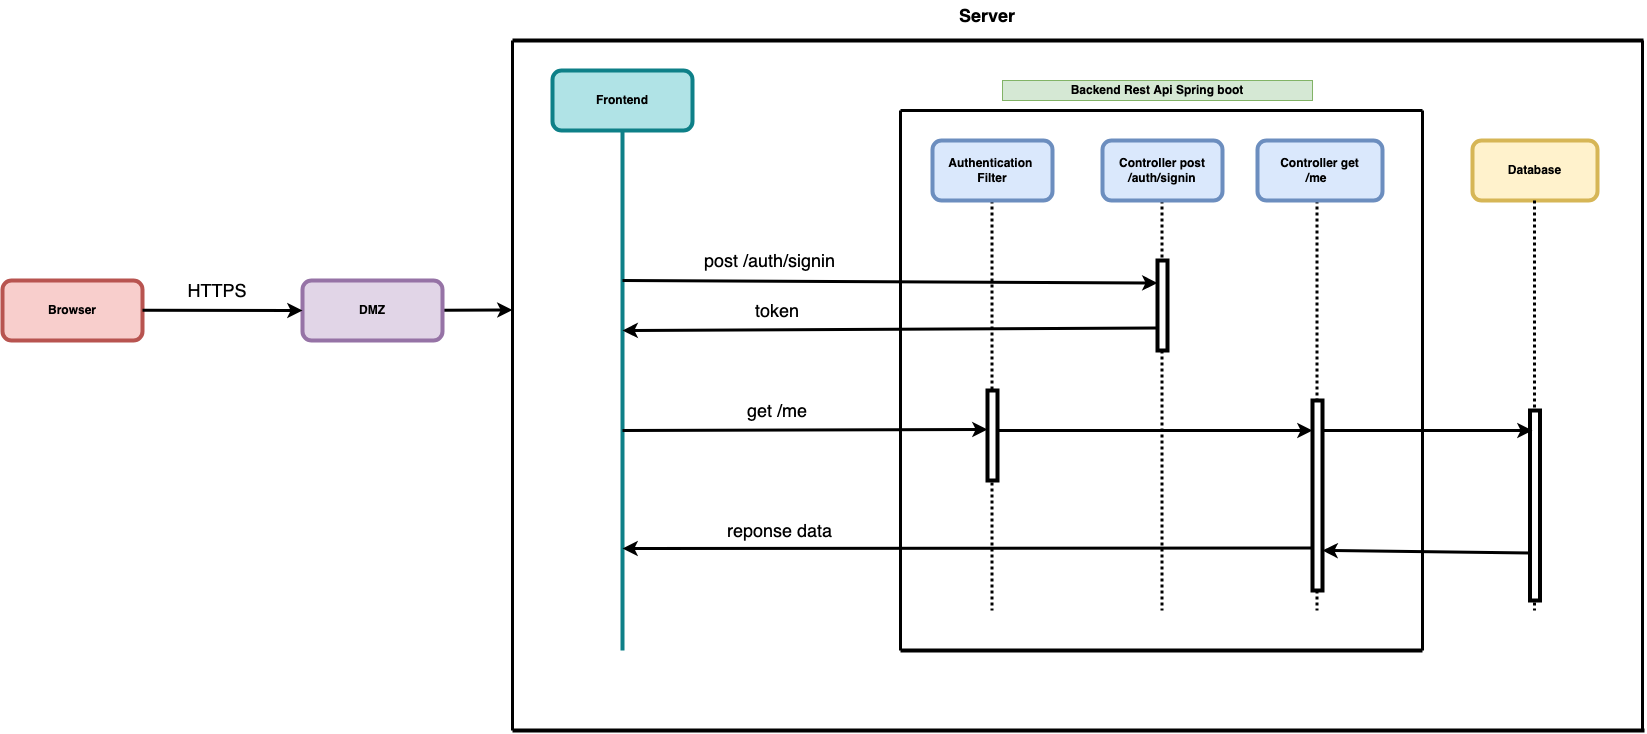 Server
Frontend
Backend Rest Api Spring boot
Authentication
Filter
Controller post
/auth/signin
Controller get
/me
Database
post /auth/signin
Browser
HTTPS
DMZ
token
get /me
reponse data